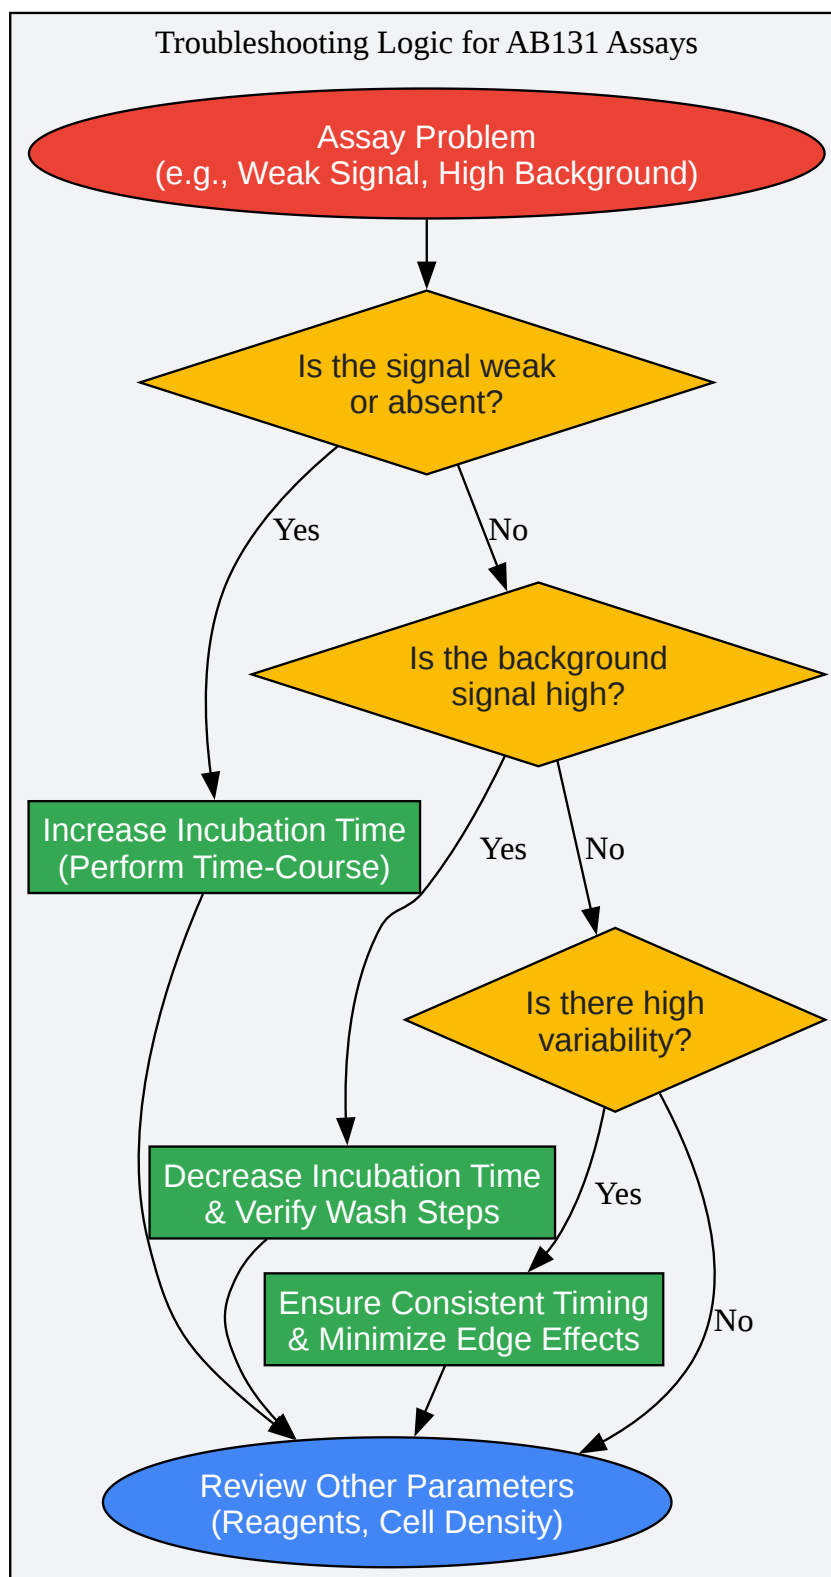 Troubleshooting Logic for AB131 Assays
Assay Problem
(e.g., Weak Signal, High Background)
Is the signal weak
or absent?
Yes
No
Is the background
signal high?
Increase Incubation Time
(Perform Time-Course)
Yes
No
Is there high
variability?
Decrease Incubation Time
& Verify Wash Steps
Yes
Ensure Consistent Timing
& Minimize Edge Effects
No
Review Other Parameters
(Reagents, Cell Density)